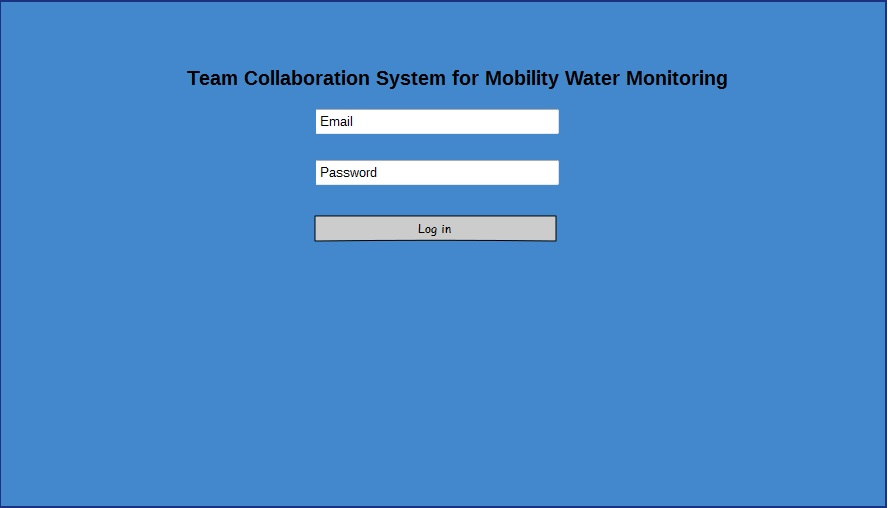 Team Collaboration System for Mobility Water Monitoring
Email
Password
Log in